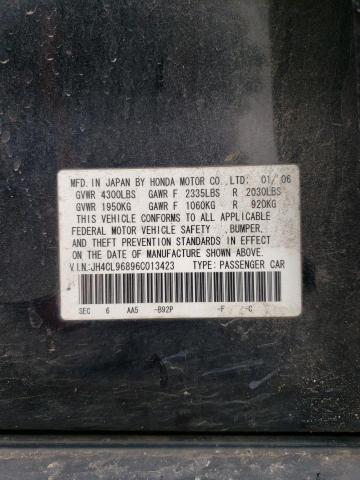 MFD. IN JAPAN BY HONDA MOTOR CO., LTD. 01/06
GVWR 4300LBS GAWR F 2335LBS R 2030LBS
GVWR 1950KG GAWR F 1060KG R 920KG
THIS VEHICLE CONFORMS TO ALL APPLICABLE
FEDERAL MOTOR VEHICLE SAFETY ,BUMPER,
AND THEFT PREVENTION STANDARDS IN EFFECT
ON THE DATE OF MANUFACTURE SHOWN ABOVE.
V.I.N.:JH4CL96896C013423 TYPE: PASSENGER CAR
SEC 6 AA5 -B92P -F -C